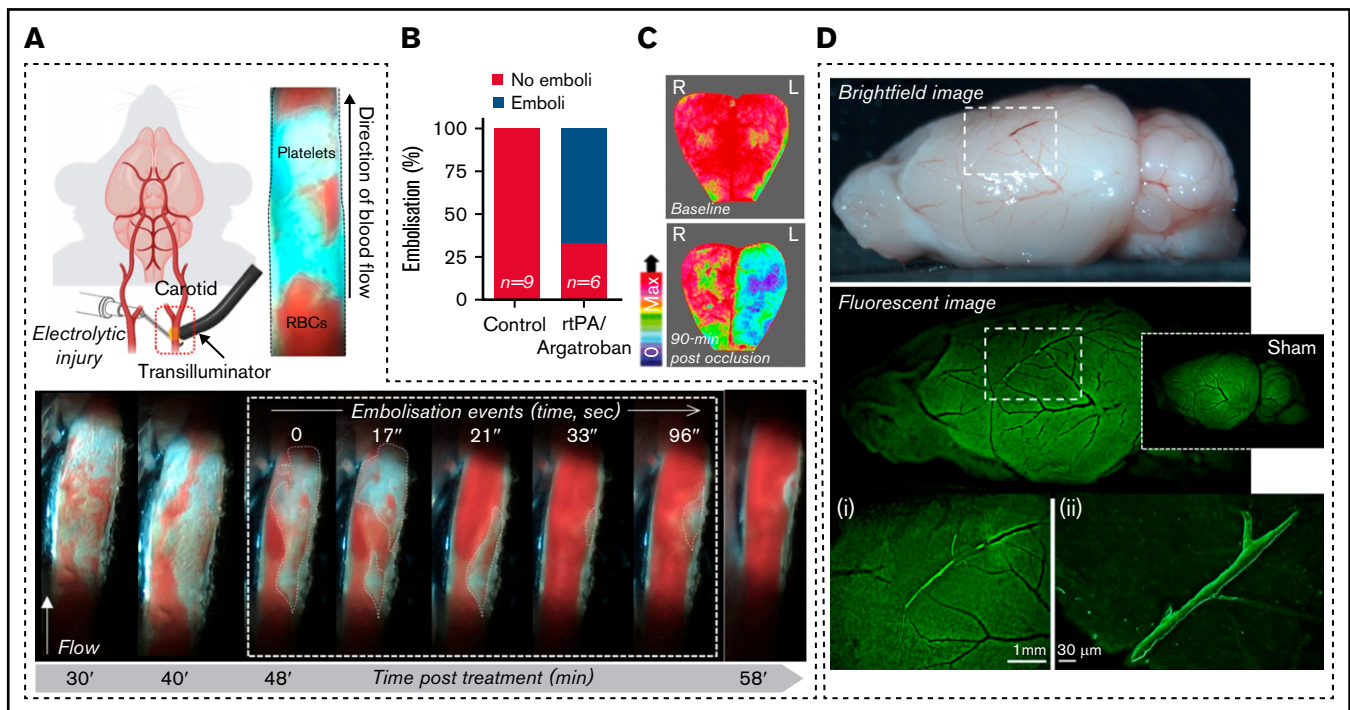 A
Platelets
RBCs
Direction of blood flow
Carotid
Electrolytic
injury
Transilluminator
B
No emboli
Emboli
Embolisation (%)
100
75
50
25
0
n=9
n=6
Control
rtPA/
Argatroban
C
R
L
Baseline
R
L
Max
0
90-min
post occlusion
Embolisation events (time, sec)
0
17″
21″
33″
96″
Flow
30′
40′
48′
Time post treatment (min)
58′
D
Brightfield image
Fluorescent image
Sham
(i)
1mm
(ii)
30 μm